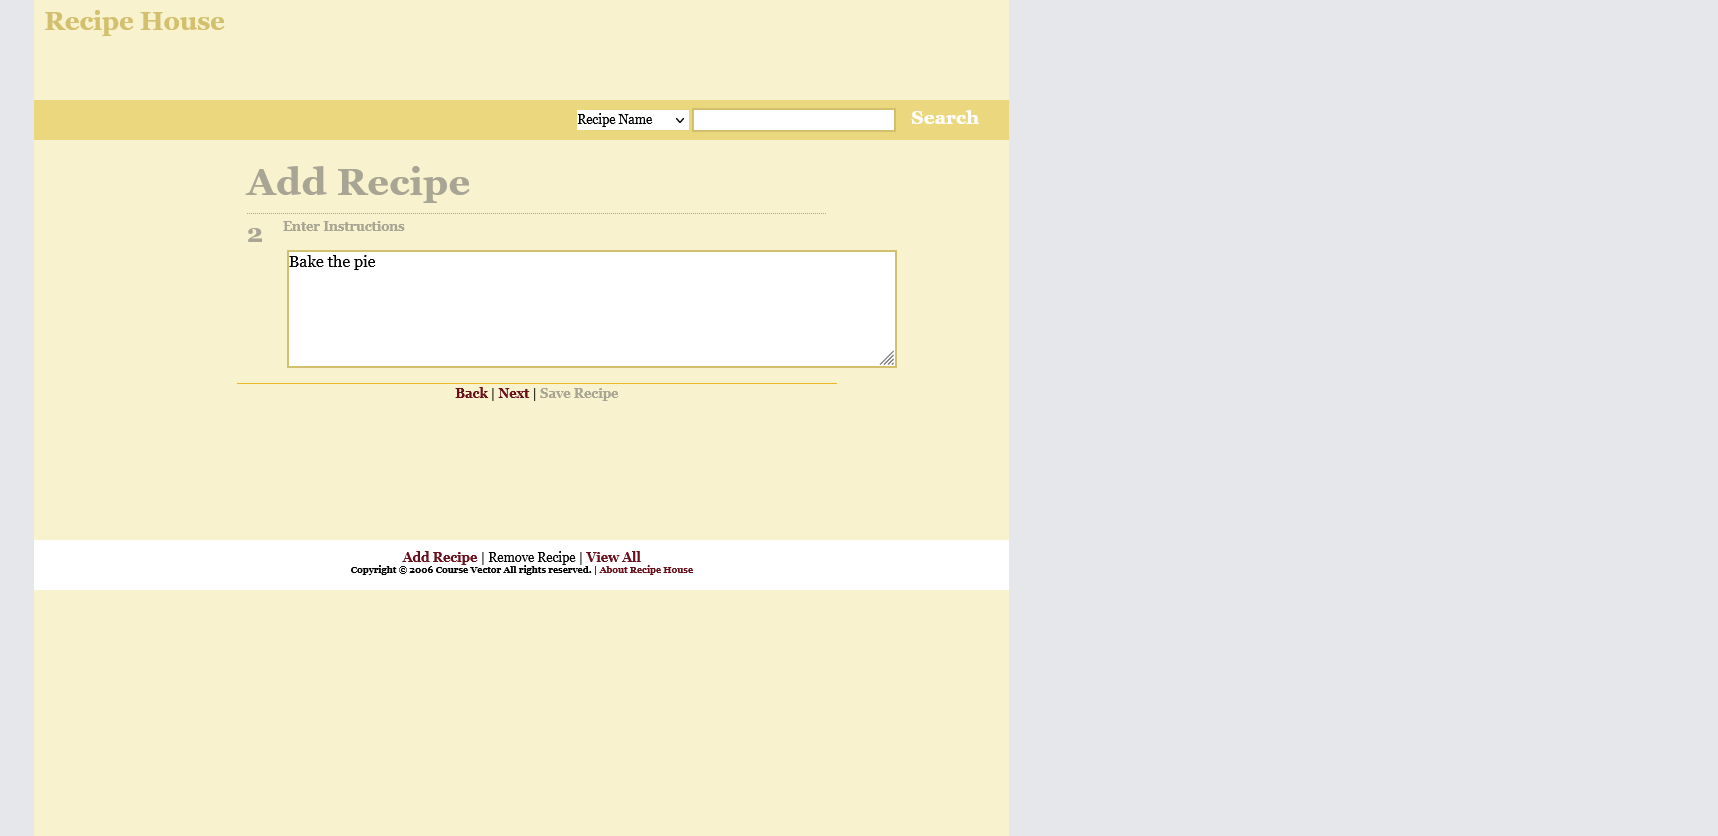 Recipe House
Recipe Name Search
Add Recipe
2 Enter Instructions
Bake the pie
Back | Next | Save Recipe
Add Recipe | Remove Recipe | View All
Copyright © 2006 Course Vector All rights reserved. | About Recipe House